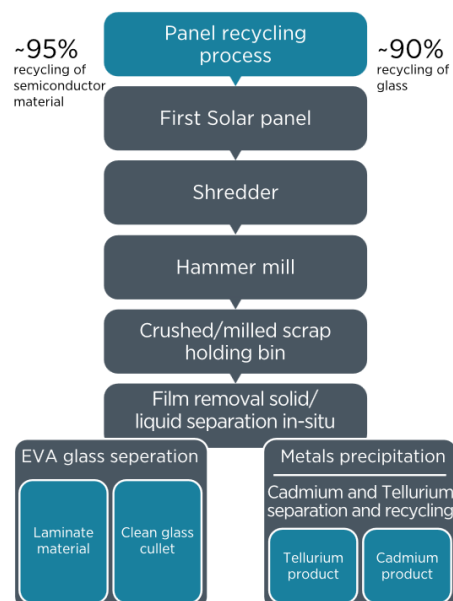 ~95%
recycling of
semiconductor
material
Panel recycling
process
~90%
recycling of
glass
First Solar panel
Shredder
Hammer mill
Crushed/milled scrap
holding bin
Film removal solid/
liquid separation in-situ
EVA glass seperation
Laminate
material
Clean glass
cullet
Metals precipitation
Cadmium and Tellurium
separation and recycling
Tellurium
product
Cadmium
product